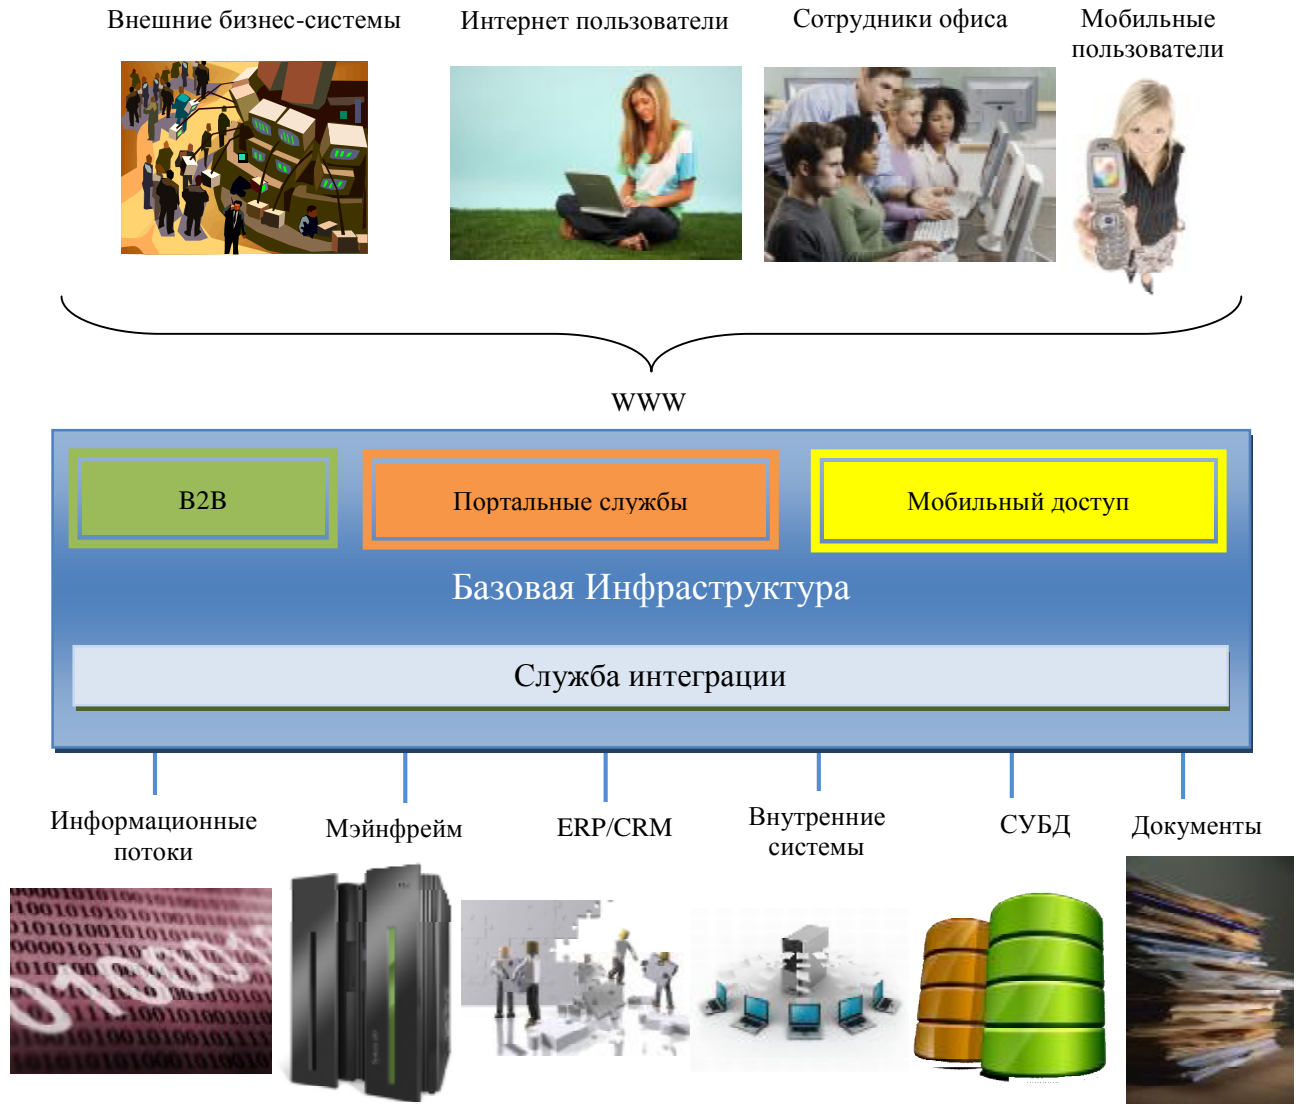 Внешние бизнес-системы
Интернет пользователи
Сотрудники офиса
Мобильные
пользователи
WWW
B2B
Портальные службы
Мобильный доступ
Базовая Инфраструктура
Служба интеграции
Информационные
потоки
Мэйнфрейм
ERP/CRM
Внутренние
системы
СУБД
Документы